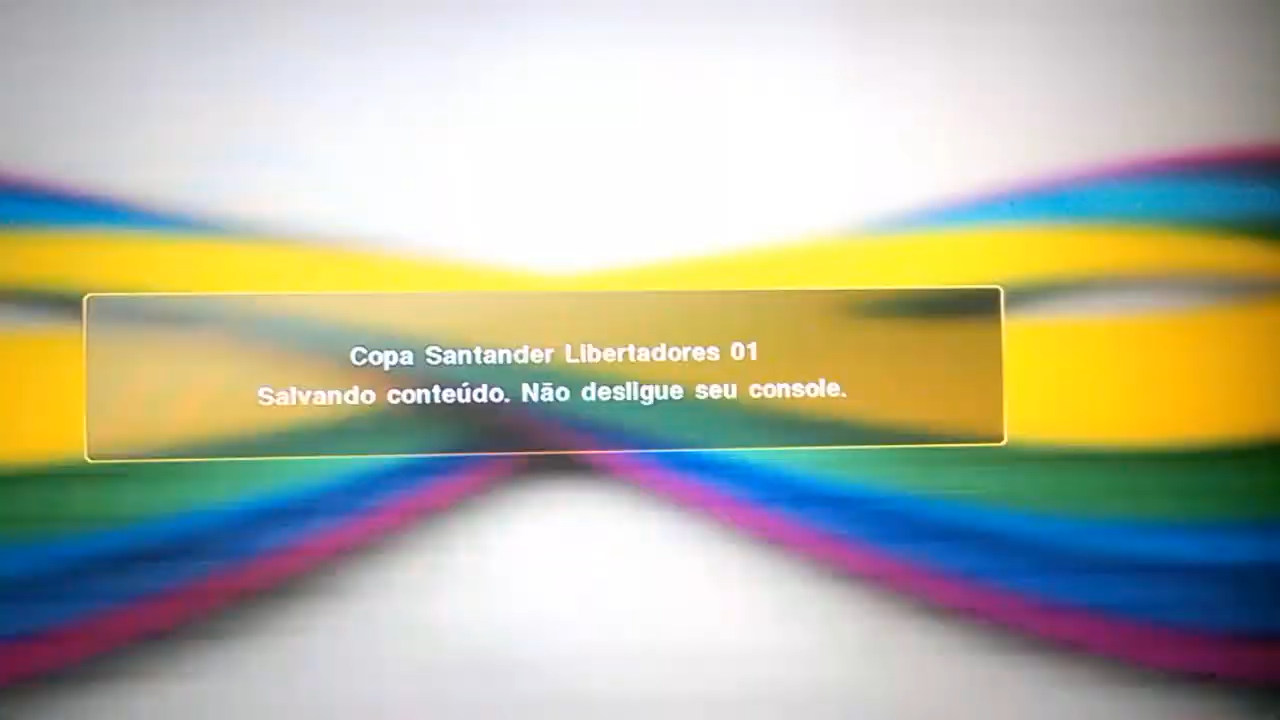 Copa Santander Libertadores 01
Salvando conteúdo. Não desligue seu console.